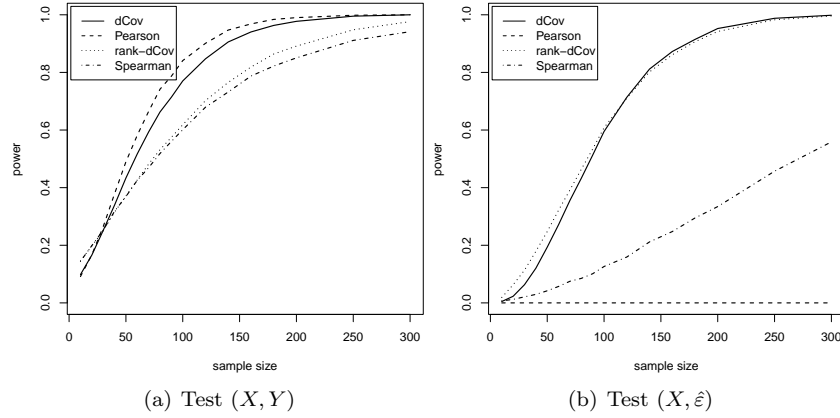 dCov
Pearson
rank−dCov
Spearman
power
0.0
0.2
0.4
0.6
0.8
1.0
0 50 100 150 200 250 300
sample size
(a) Test (X, Y)
dCov
Pearson
rank−dCov
Spearman
power
0.0
0.2
0.4
0.6
0.8
1.0
0 50 100 150 200 250 300
sample size
(b) Test (X, ε̂)